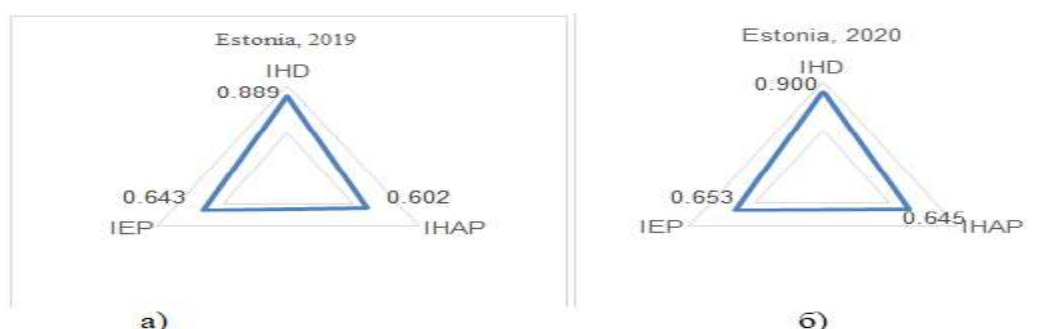 Estonia, 2019
IHD
0.889
0.643
0.602
IEP
IHAP
а)
Estonia, 2020
IHD
0.900
0.653
0.645
IEP
IHAP
б)